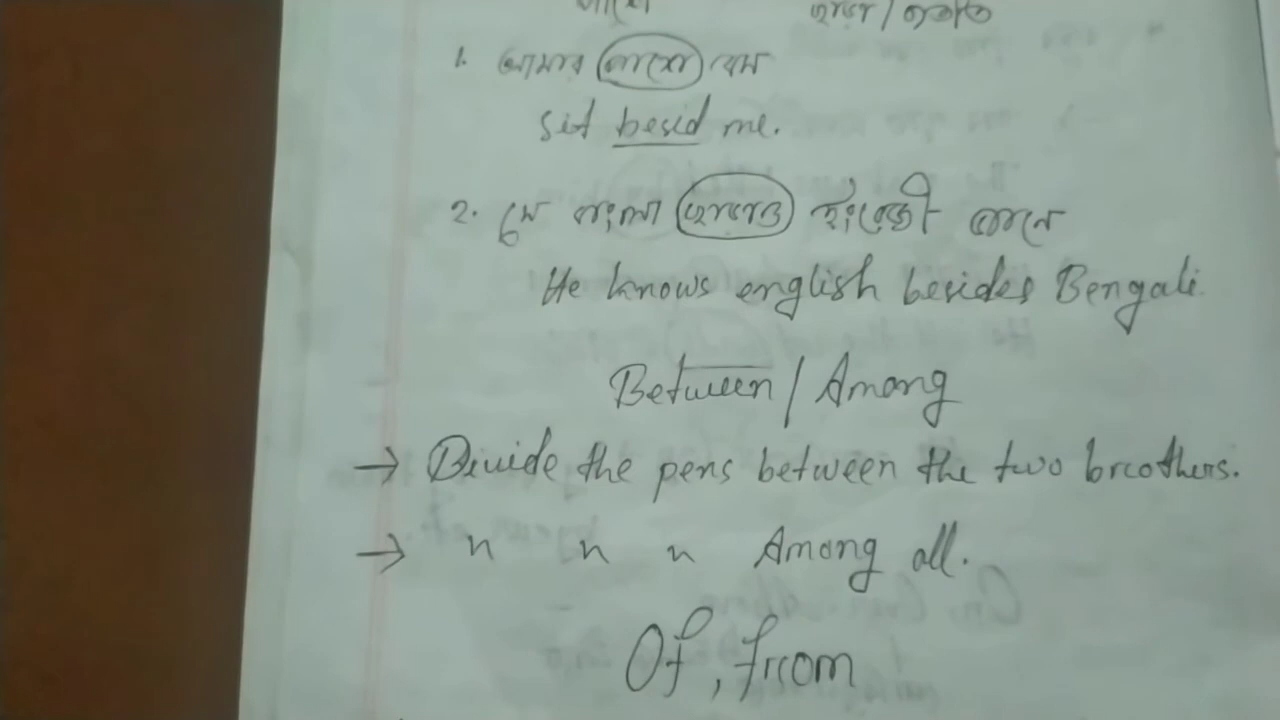 পাশে ছাড়া / এছাড়াও
1. আমার পাশে বস
Sit besid me.
2. সে বাংলা ছাড়াও ইংরেজী জানে
He knows english besides Bengali.
Between / Among
→ Divide the pens between the two brothers.
→ " " " Among all.
Of, from